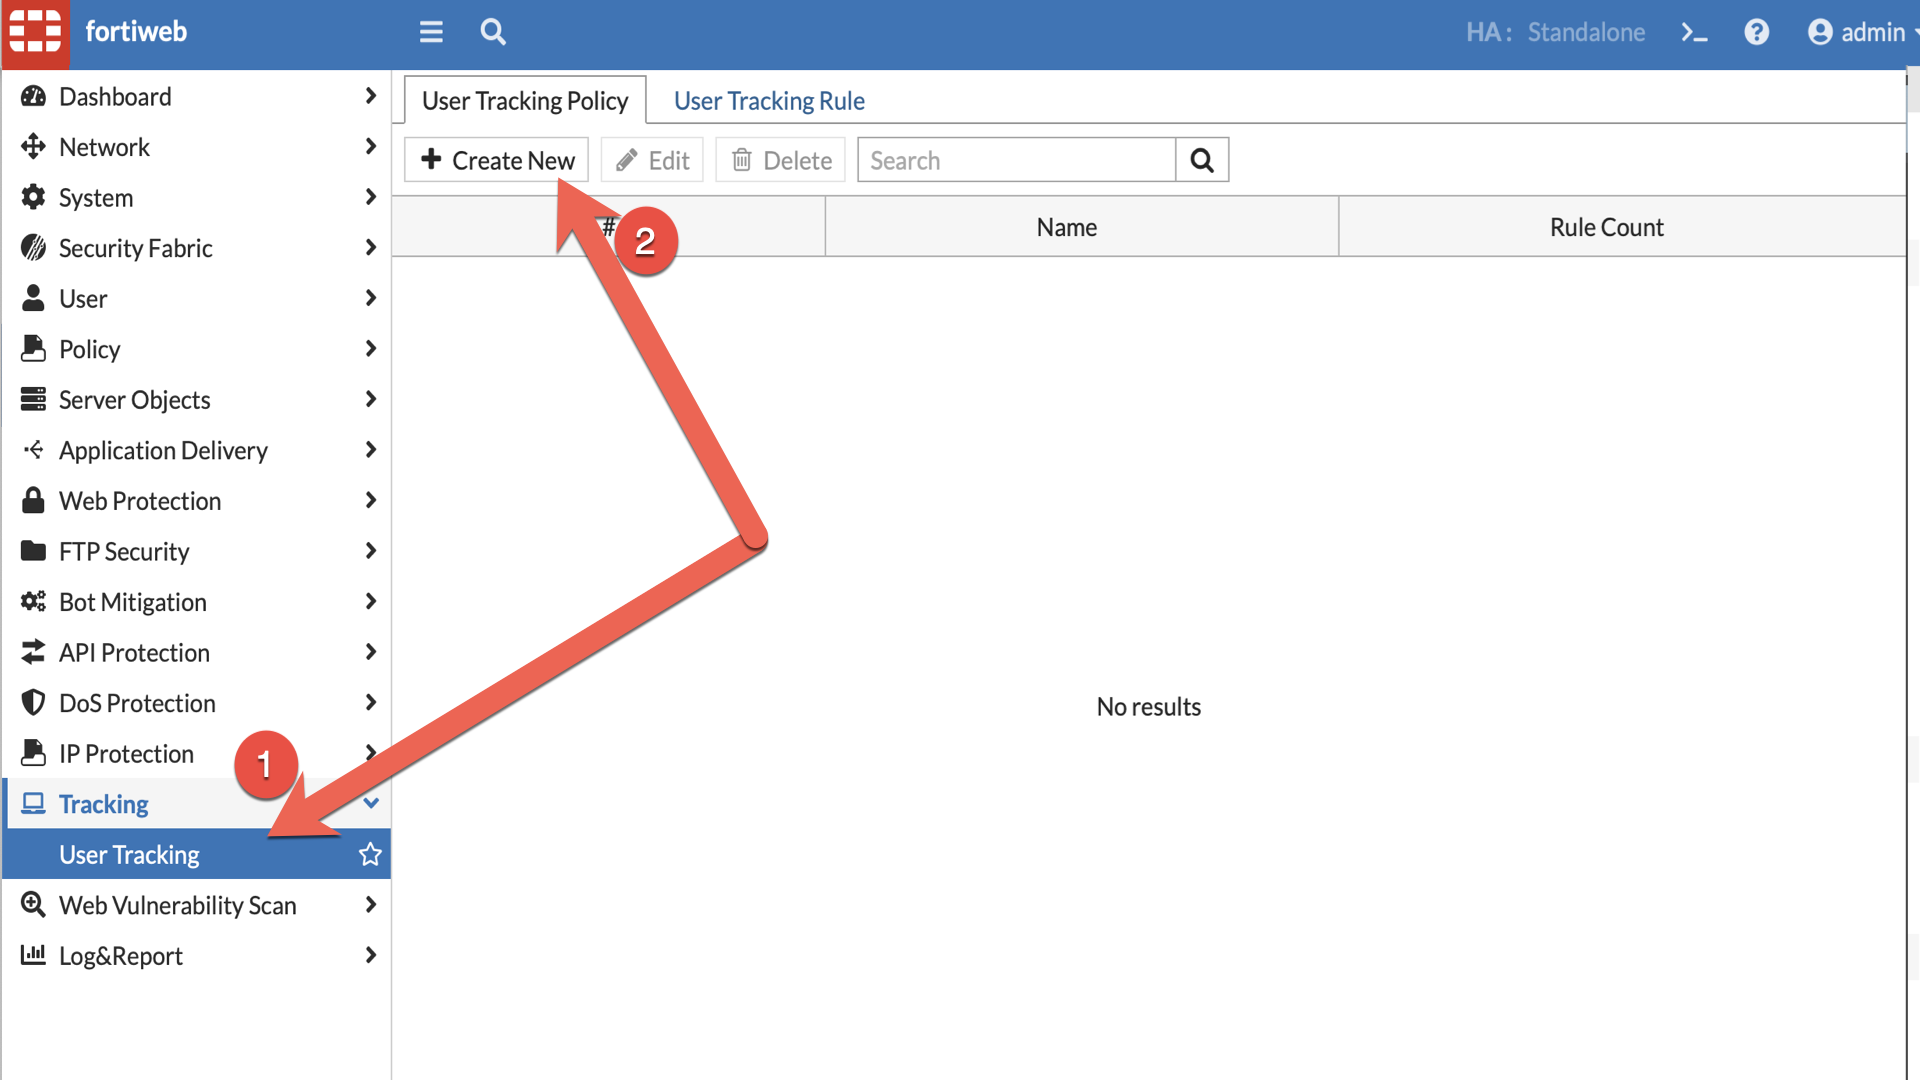 fortiweb
HA: Standalone
admin
Dashboard
Network
System
Security Fabric
User
Policy
Server Objects
Application Delivery
Web Protection
FTP Security
Bot Mitigation
API Protection
DoS Protection
IP Protection
1
Tracking
User Tracking
Web Vulnerability Scan
Log&Report
User Tracking Policy
User Tracking Rule
Create New
Edit
Delete
Search
#
2
Name
Rule Count
No results